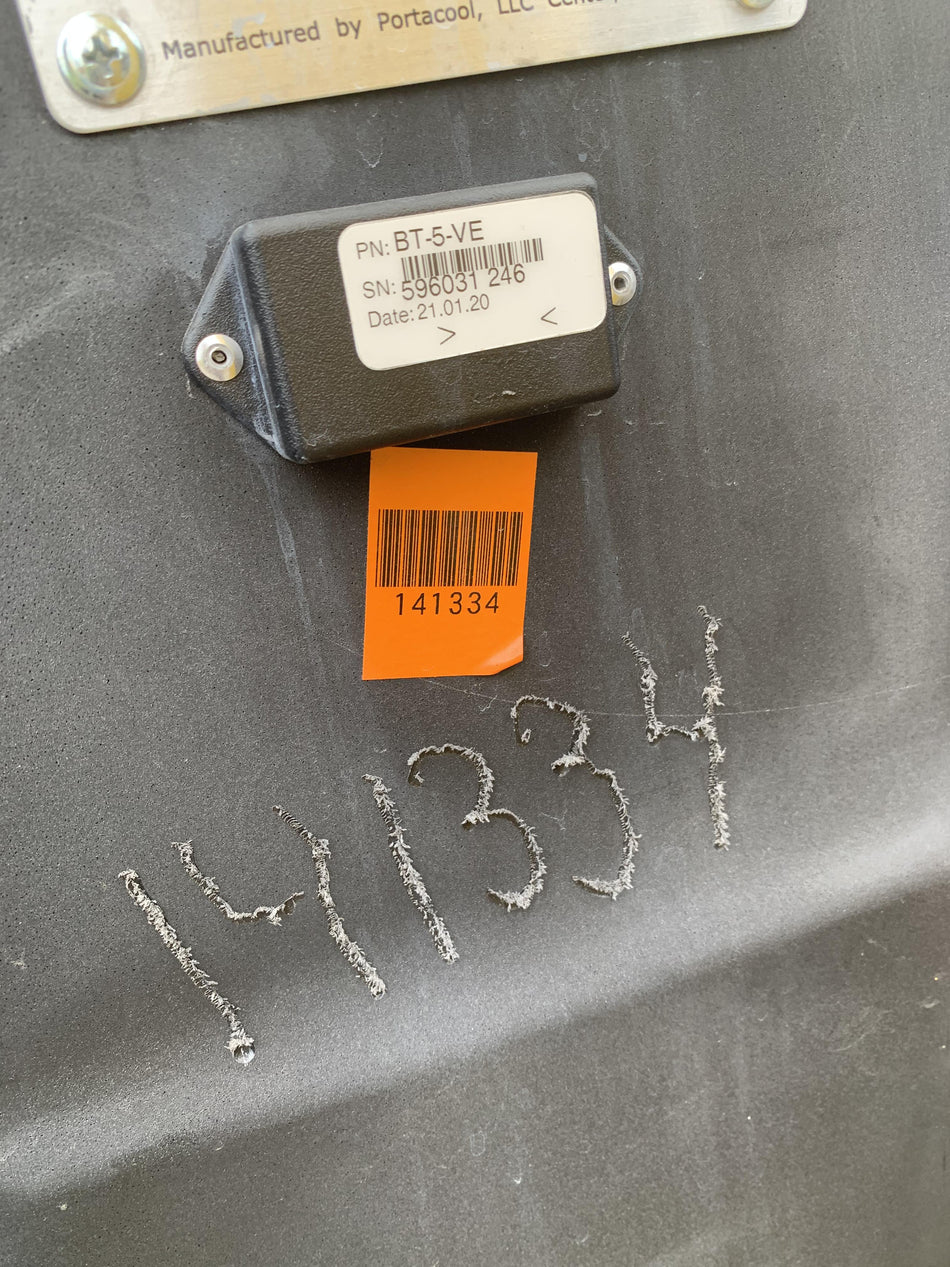 Manufactured by Portacool, LLC
PN: BT-5-VE
SN: 596031 246
Date: 21.01.20
> <
141334
141334